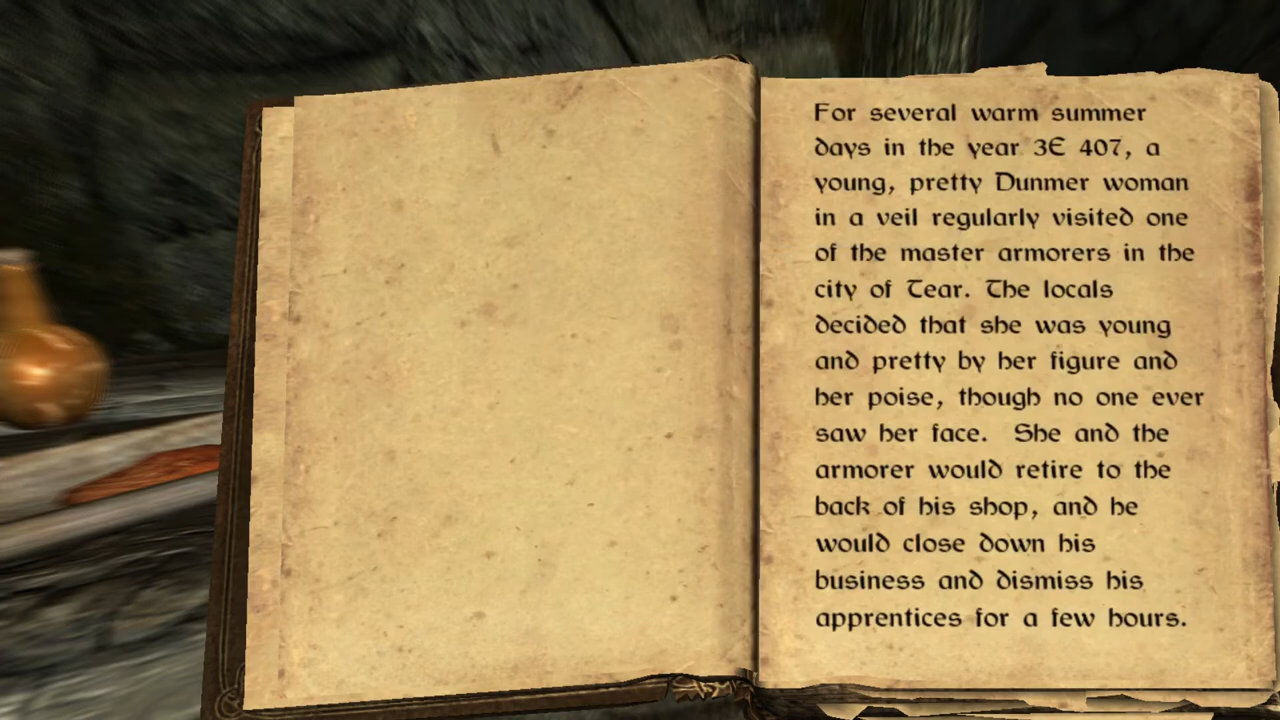 For several warm summer
days in the year 3E 407, a
young, pretty Dunmer woman
in a veil regularly visited one
of the master armorers in the
city of Tear. The locals
decided that she was young
and pretty by her figure and
her poise, though no one ever
saw her face.  She and the
armorer would retire to the
back of his shop, and he
would close down his
business and dismiss his
apprentices for a few hours.